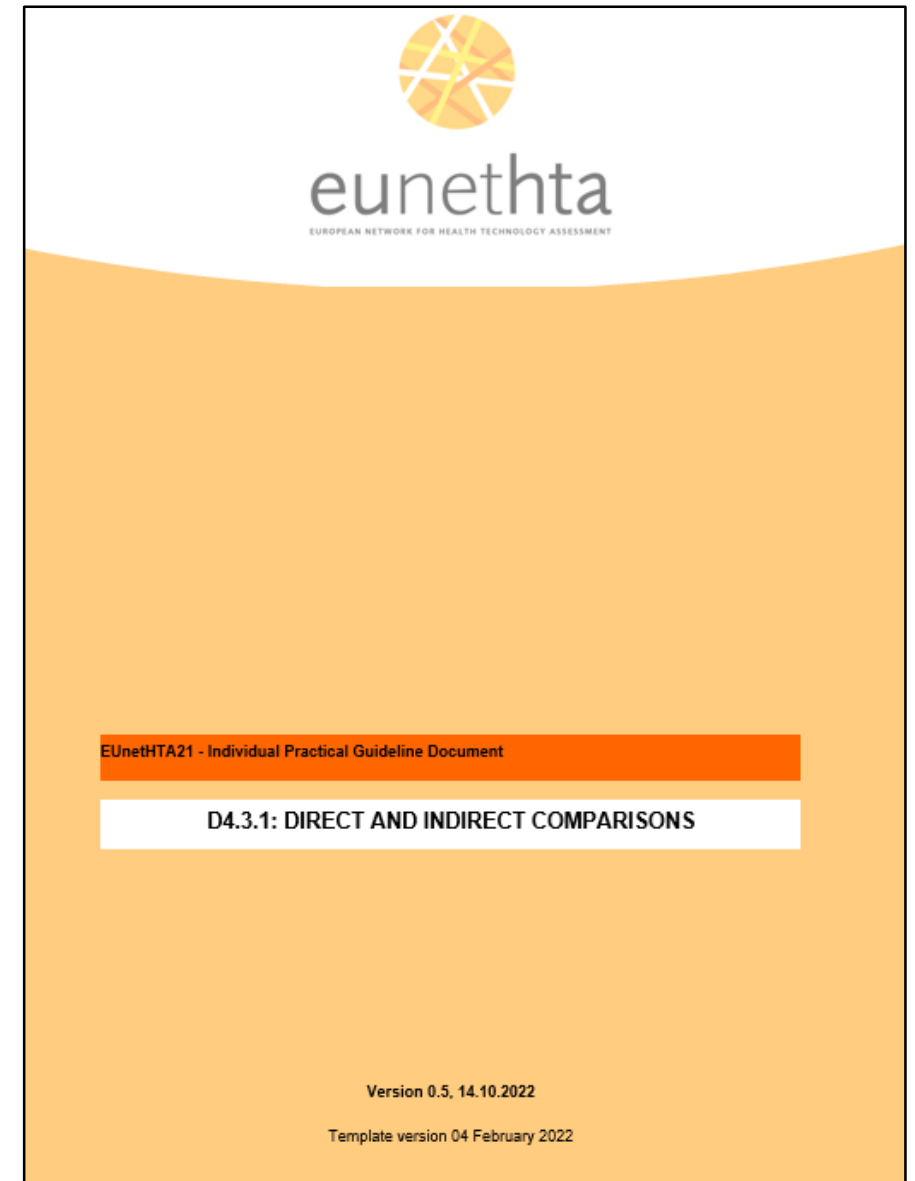 eunethta
EUROPEAN NETWORK FOR HEALTH TECHNOLOGY ASSESSMENT
EUnetHTA21 - Individual Practical Guideline Document
D4.3.1: DIRECT AND INDIRECT COMPARISONS
Version 0.5, 14.10.2022
Template version 04 February 2022